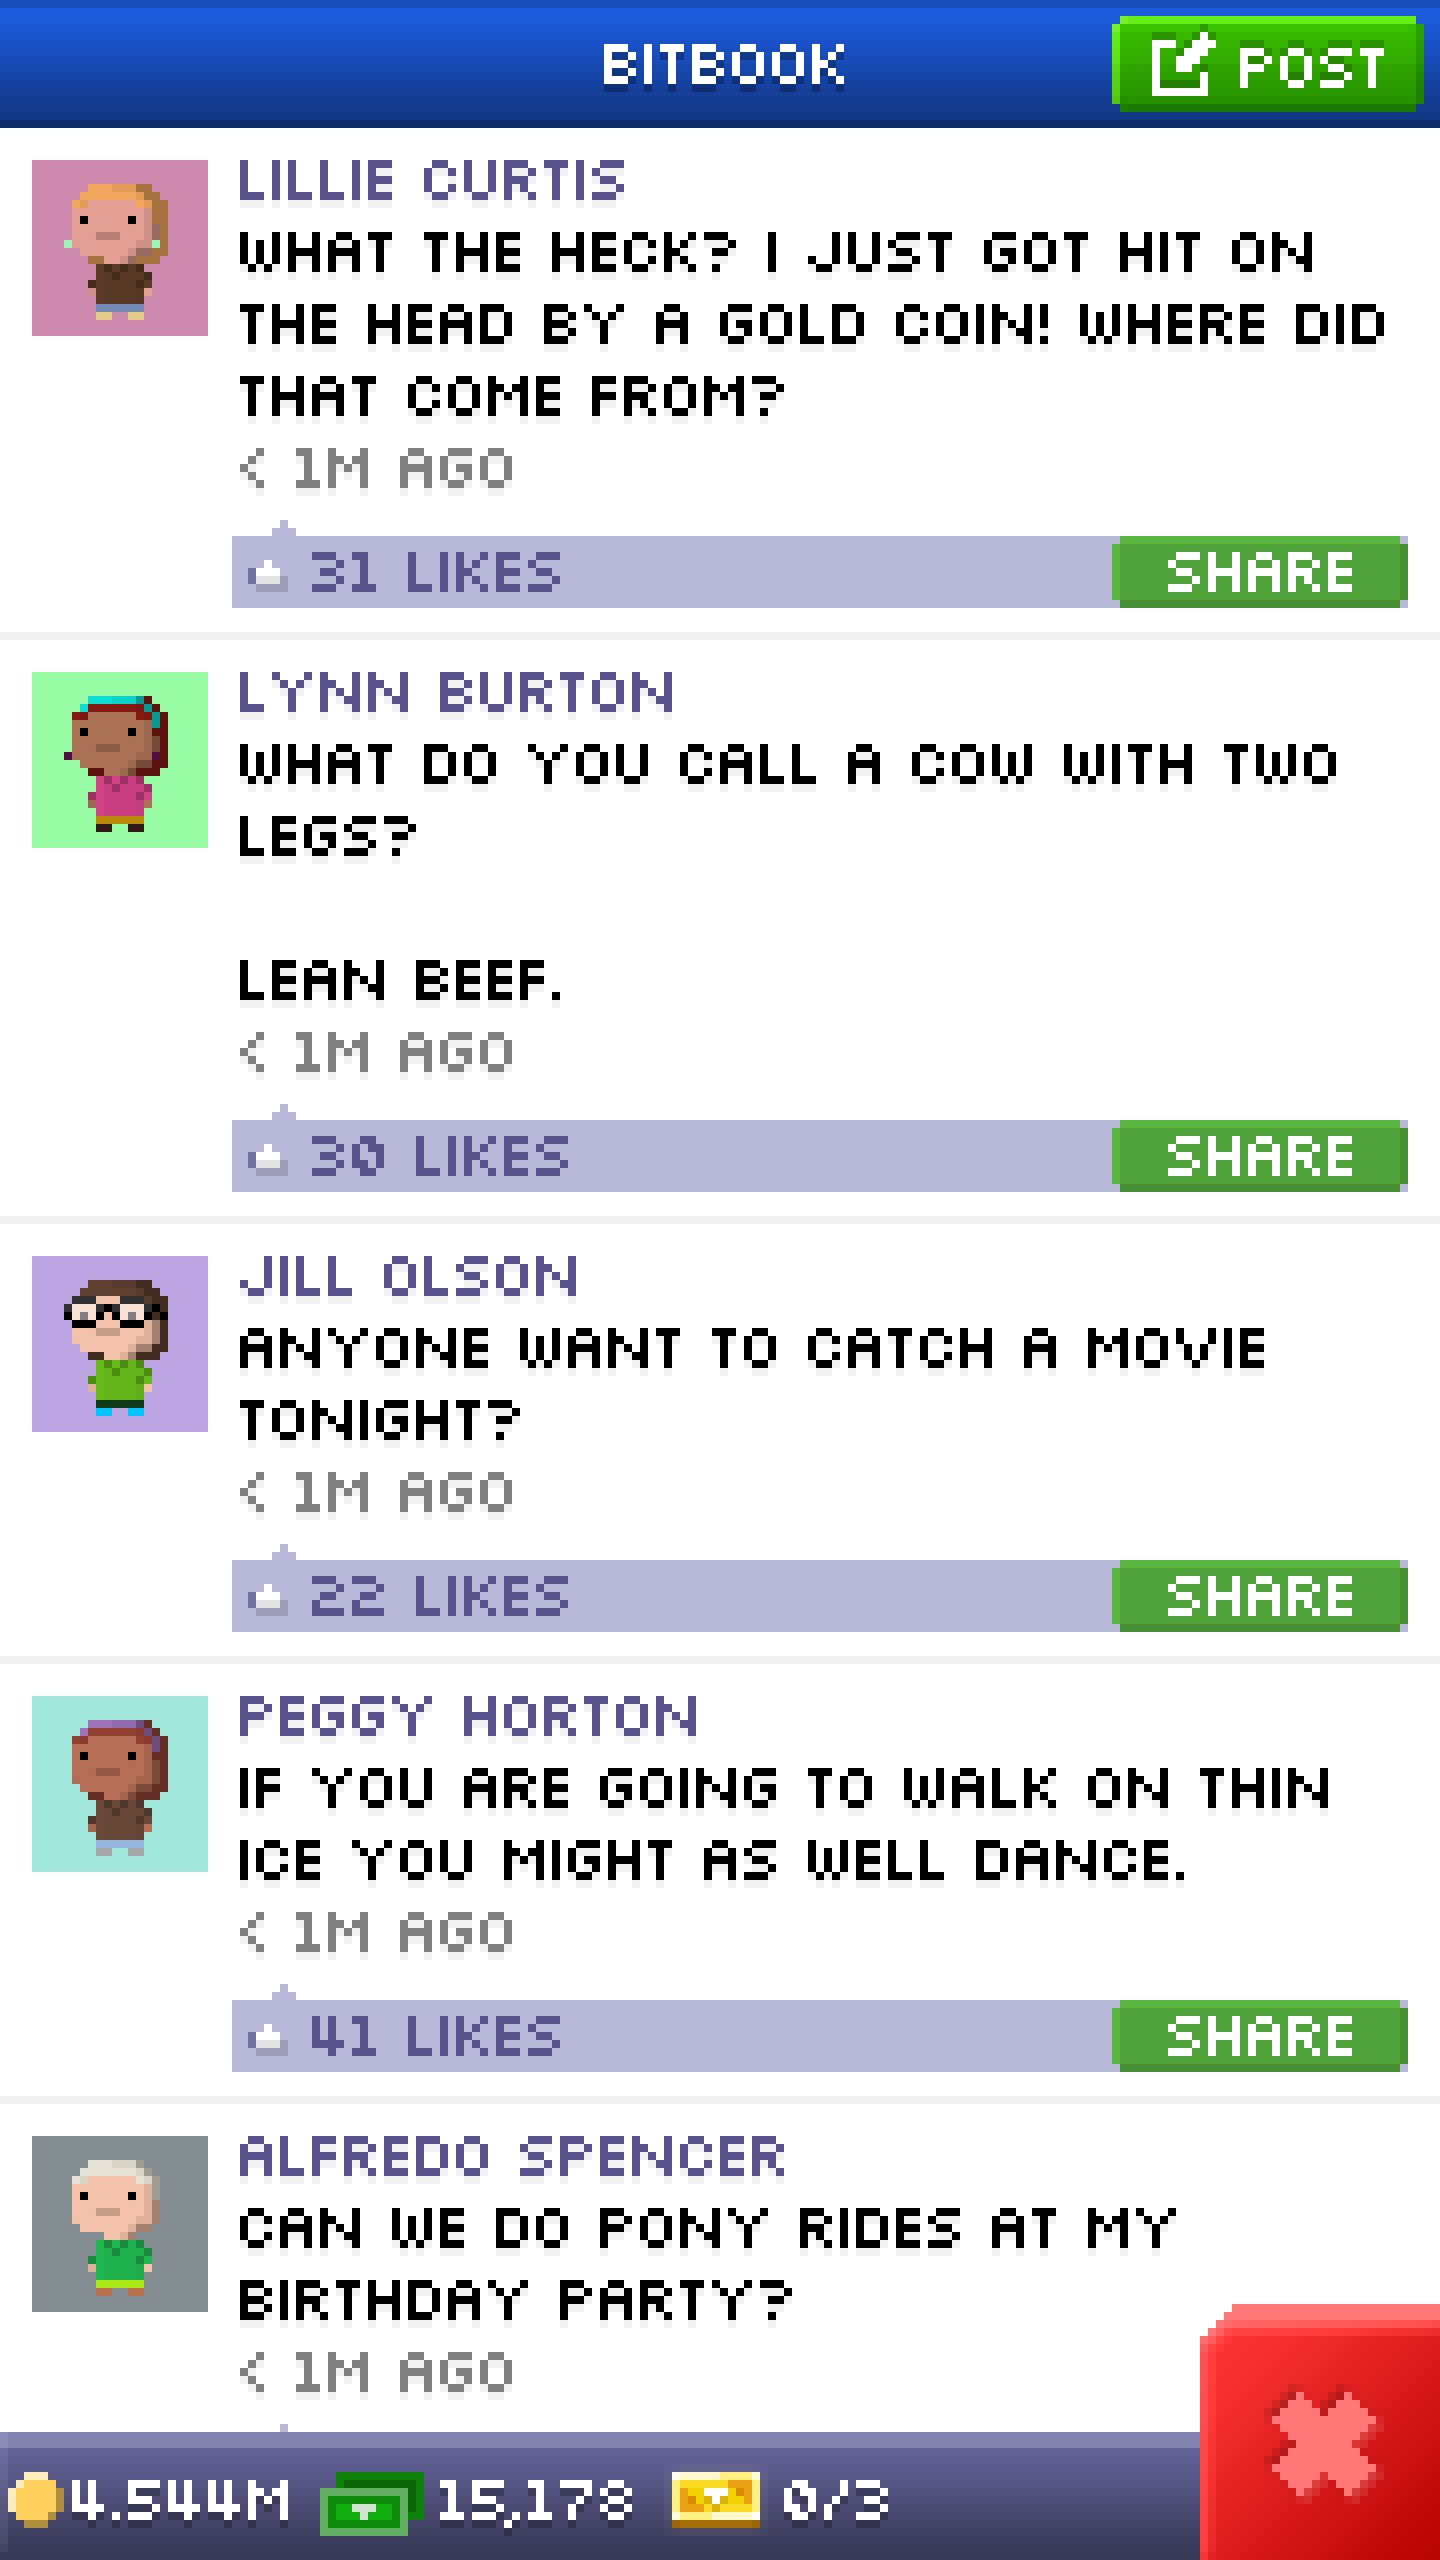 BITBOOK
POST
LILLIE CURTIS
WHAT THE HECK? I JUST GOT HIT ON
THE HEAD BY A GOLD COIN! WHERE DID
THAT COME FROM?
< 1M AGO
31 LIKES
SHARE
LYNN BURTON
WHAT DO YOU CALL A COW WITH TWO
LEGS?
LEAN BEEF.
< 1M AGO
30 LIKES
SHARE
JILL OLSON
ANYONE WANT TO CATCH A MOVIE
TONIGHT?
< 1M AGO
22 LIKES
SHARE
PEGGY HORTON
IF YOU ARE GOING TO WALK ON THIN
ICE YOU MIGHT AS WELL DANCE.
< 1M AGO
41 LIKES
SHARE
ALFREDO SPENCER
CAN WE DO PONY RIDES AT MY
BIRTHDAY PARTY?
< 1M AGO
4.544M 15,178 0/3